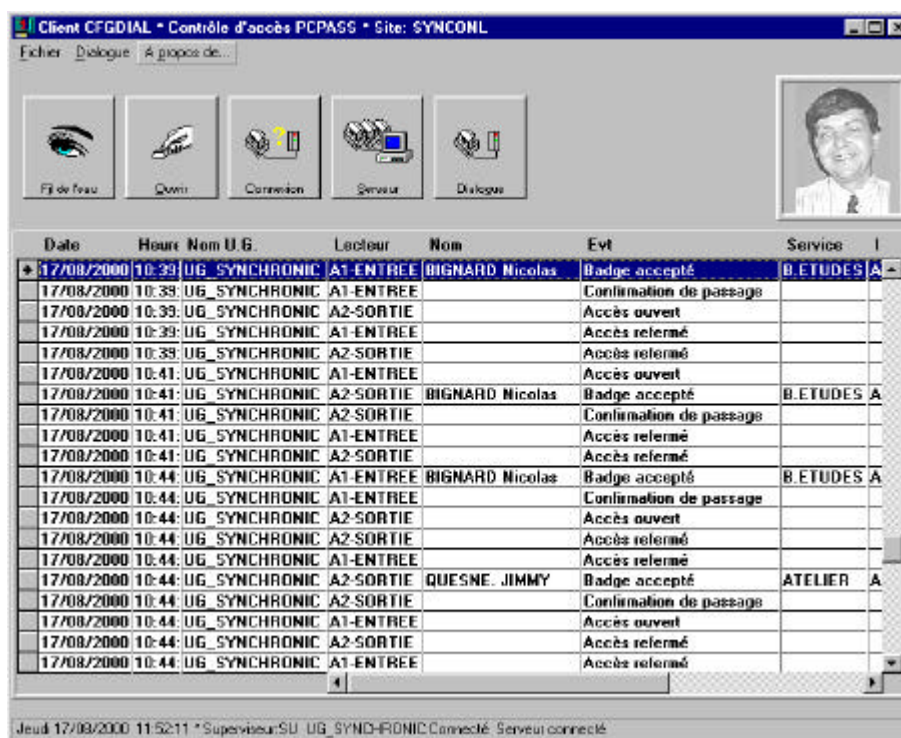 Client CFGDIAL * Contrôle d'accès PCPASS * Site: SYNCONL
Fichier Dialogue A propos de...
Fil de l'eau Ouvrir Connexion Serveur Dialogue
Date Heure Nom U.G. Lecteur Nom Evt Service I
17/08/2000 10:39: UG_SYNCHRONIC A1-ENTREE BIGNARD Nicolas Badge accepté B.ETUDES A
17/08/2000 10:39: UG_SYNCHRONIC A1-ENTREE Confirmation de passage
17/08/2000 10:39: UG_SYNCHRONIC A2-SORTIE Accès ouvert
17/08/2000 10:39: UG_SYNCHRONIC A1-ENTREE Accès refermé
17/08/2000 10:39: UG_SYNCHRONIC A2-SORTIE Accès refermé
17/08/2000 10:41: UG_SYNCHRONIC A1-ENTREE Accès ouvert
17/08/2000 10:41: UG_SYNCHRONIC A2-SORTIE BIGNARD Nicolas Badge accepté B.ETUDES A
17/08/2000 10:41: UG_SYNCHRONIC A2-SORTIE Confirmation de passage
17/08/2000 10:41: UG_SYNCHRONIC A1-ENTREE Accès refermé
17/08/2000 10:41: UG_SYNCHRONIC A2-SORTIE Accès refermé
17/08/2000 10:44: UG_SYNCHRONIC A1-ENTREE BIGNARD Nicolas Badge accepté B.ETUDES A
17/08/2000 10:44: UG_SYNCHRONIC A1-ENTREE Confirmation de passage
17/08/2000 10:44: UG_SYNCHRONIC A2-SORTIE Accès ouvert
17/08/2000 10:44: UG_SYNCHRONIC A2-SORTIE Accès refermé
17/08/2000 10:44: UG_SYNCHRONIC A1-ENTREE Accès refermé
17/08/2000 10:44: UG_SYNCHRONIC A2-SORTIE QUESNE. JIMMY Badge accepté ATELIER A
17/08/2000 10:44: UG_SYNCHRONIC A2-SORTIE Confirmation de passage
17/08/2000 10:44: UG_SYNCHRONIC A1-ENTREE Accès ouvert
17/08/2000 10:44: UG_SYNCHRONIC A2-SORTIE Accès refermé
17/08/2000 10:44: UG_SYNCHRONIC A1-ENTREE Accès refermé
Jeudi 17/08/2000 11:52:11 * Superviseur:SU UG_SYNCHRONIC Connecté Serveur connecté